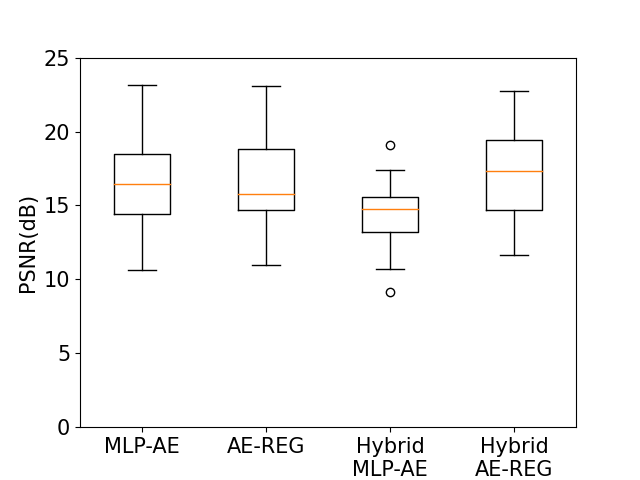 25
20
15
10
5
0
PSNR(dB)
MLP-AE
AE-REG
Hybrid
MLP-AE
Hybrid
AE-REG